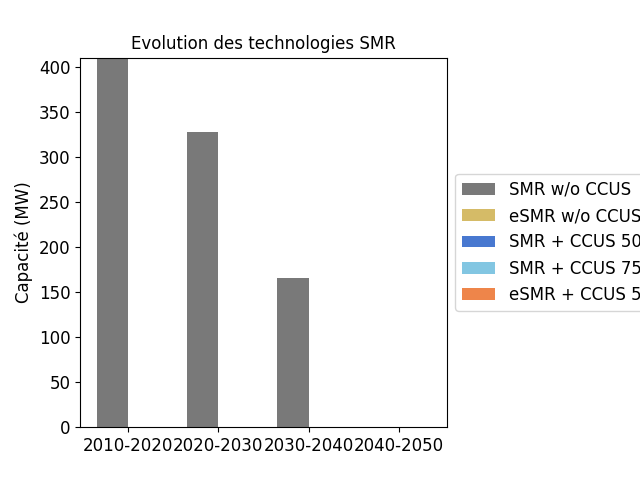 Evolution des technologies SMR
Capacité (MW)
400
350
300
250
200
150
100
50
0
2010-2020
2020-2030
2030-2040
2040-2050
SMR w/o CCUS
eSMR w/o CCUS
SMR + CCUS 50
SMR + CCUS 75
eSMR + CCUS 5